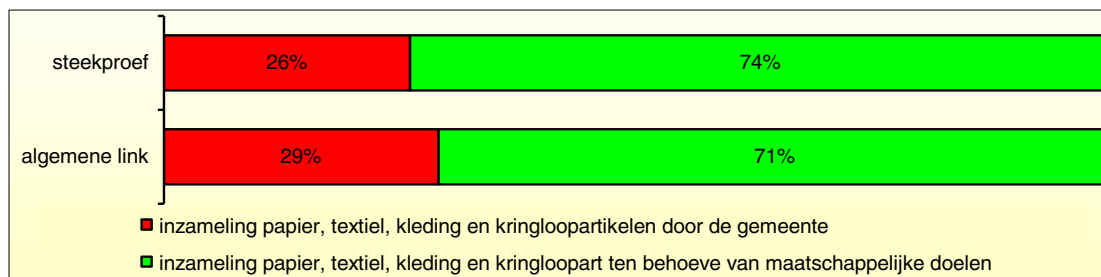 steekproef 26% 74%
algemene link 29% 71%
inzameling papier, textiel, kleding en kringloopartikelen door de gemeente
inzameling papier, textiel, kleding en kringloopart ten behoeve van maatschappelijke doelen